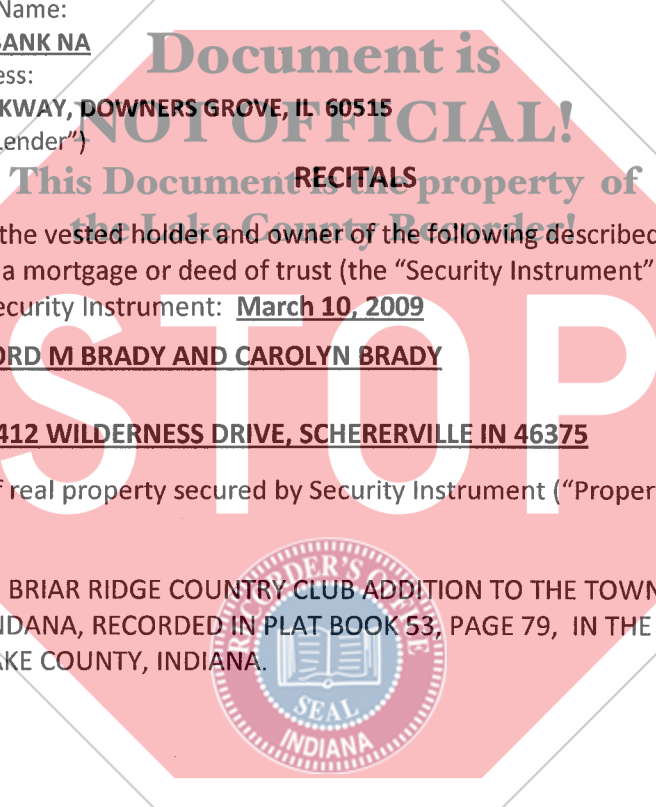 Name:
BANK NA
ess:
KWAY, DOWNERS GROVE, IL 60515
Lender")
RECITALS
the vested holder and owner of the following described
a mortgage or deed of trust (the "Security Instrument"
ecurity Instrument: March 10, 2009
ORD M BRADY AND CAROLYN BRADY
412 WILDERNESS DRIVE, SCHERERVILLE IN 46375
f real property secured by Security Instrument ("Proper
BRIAR RIDGE COUNTRY CLUB ADDITION TO THE TOWN
NDANA, RECORDED IN PLAT BOOK 53, PAGE 79, IN THE
AKE COUNTY, INDIANA.
Document is
NOT OFFICIAL!
This Document is the property of
the Lake County Recorder!
STOP
RECORDER'S OFFICE
SEAL
INDIANA